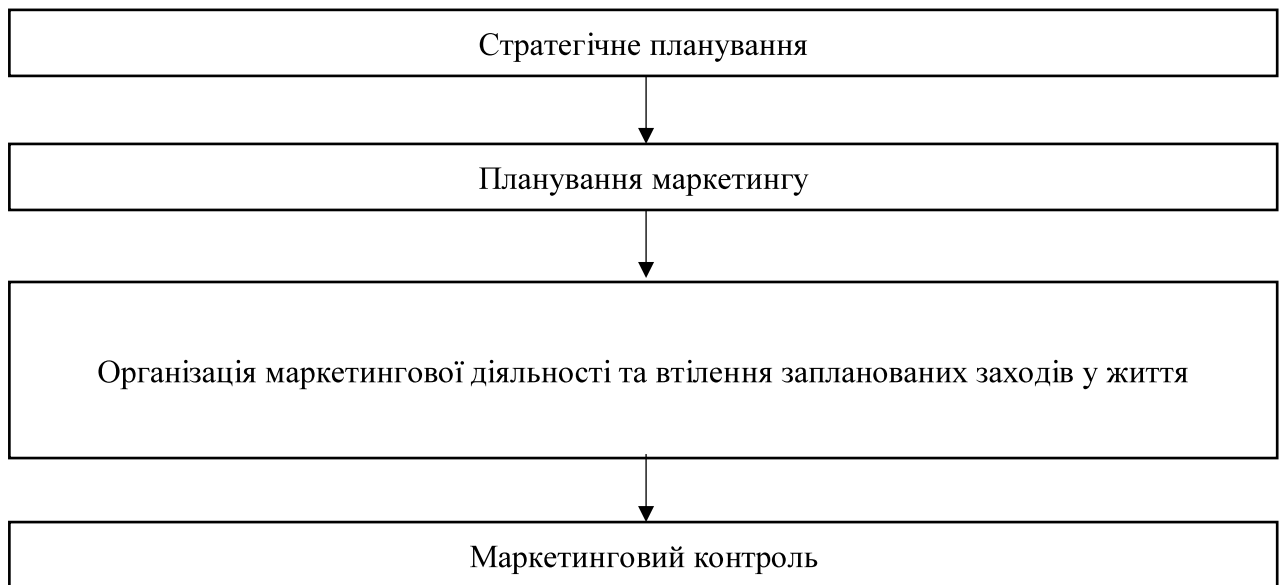 Стратегічне планування
Планування маркетингу
Організація маркетингової діяльності та втілення запланованих заходів у життя
Маркетинговий контроль